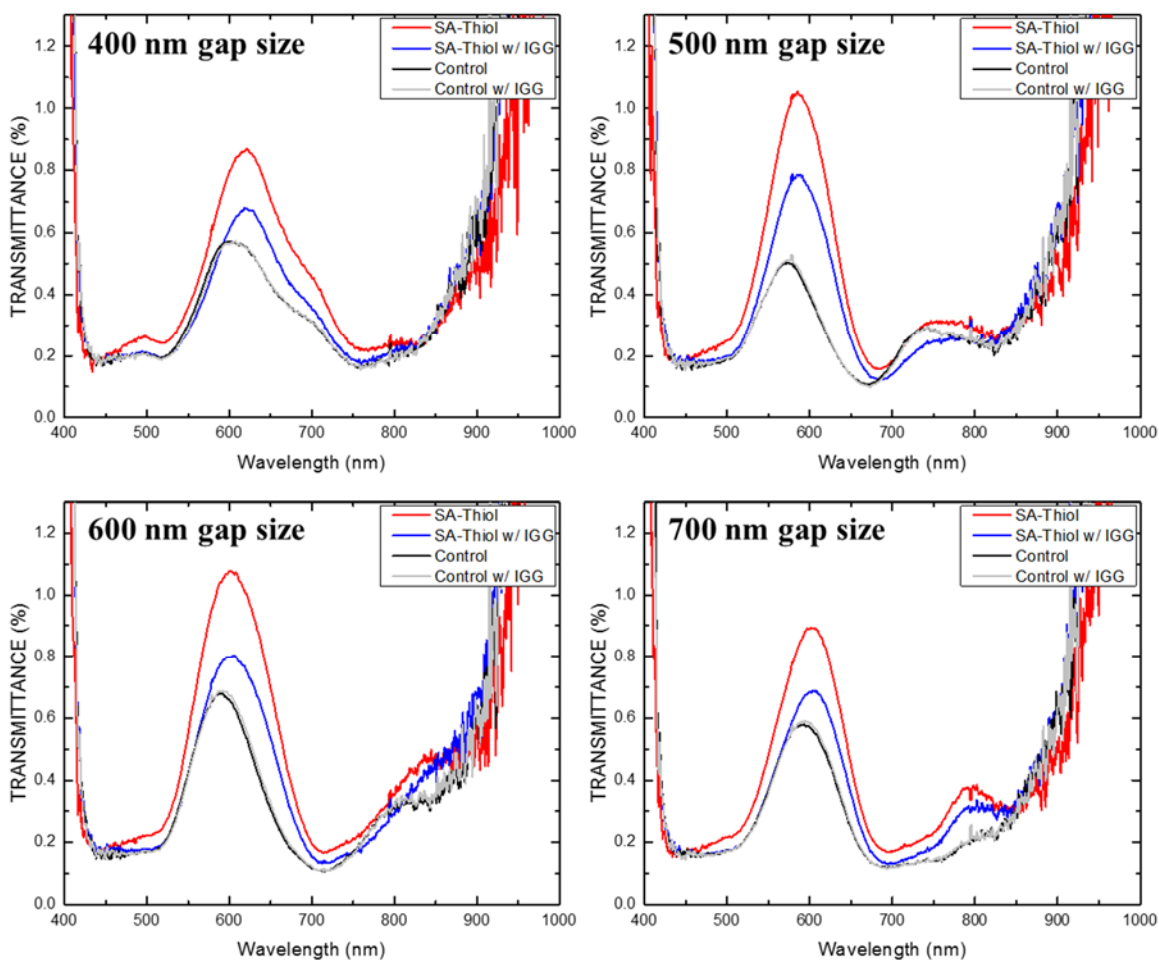 400 nm gap size
SA-Thiol
SA-Thiol w/ IGG
Control
Control w/ IGG
TRANSMITTANCE (%)
1.2
1.0
0.8
0.6
0.4
0.2
0.0
400 500 600 700 800 900 1000
Wavelength (nm)
500 nm gap size
SA-Thiol
SA-Thiol w/ IGG
Control
Control w/ IGG
TRANSMITTANCE (%)
1.2
1.0
0.8
0.6
0.4
0.2
0.0
400 500 600 700 800 900 1000
Wavelength (nm)
600 nm gap size
SA-Thiol
SA-Thiol w/ IGG
Control
Control w/ IGG
TRANSMITTANCE (%)
1.2
1.0
0.8
0.6
0.4
0.2
0.0
400 500 600 700 800 900 1000
Wavelength (nm)
700 nm gap size
SA-Thiol
SA-Thiol w/ IGG
Control
Control w/ IGG
TRANSMITTANCE (%)
1.2
1.0
0.8
0.6
0.4
0.2
0.0
400 500 600 700 800 900 1000
Wavelength (nm)